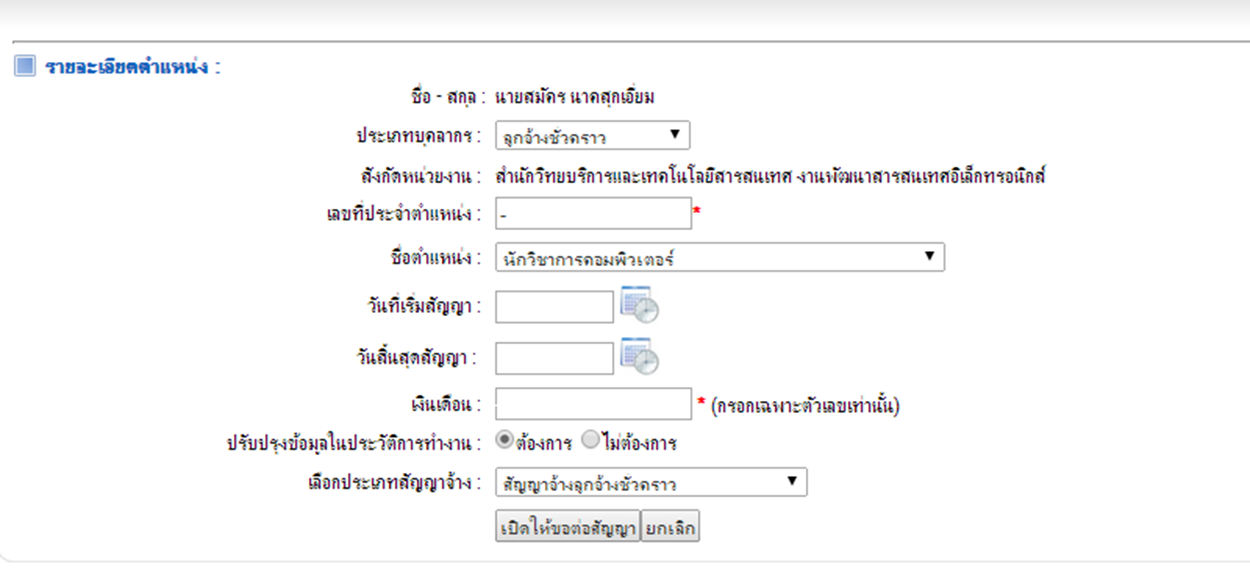 รายละเอียดตำแหน่ง :
ชื่อ - สกุล : นายสมัคร นาคสุกเอี่ยม
ประเภทบุคลากร : ลูกจ้างชั่วคราว
สังกัดหน่วยงาน : สำนักวิทยบริการและเทคโนโลยีสารสนเทศ งานพัฒนาสารสนเทศอิเล็กทรอนิกส์
เลขที่ประจำตำแหน่ง : - *
ชื่อตำแหน่ง : นักวิชาการคอมพิวเตอร์
วันที่เริ่มสัญญา :
วันสิ้นสุดสัญญา :
เงินเดือน : * (กรอกเฉพาะตัวเลขเท่านั้น)
ปรับปรุงข้อมูลในประวัติการทำงาน : ต้องการ ไม่ต้องการ
เลือกประเภทสัญญาจ้าง : สัญญาจ้างลูกจ้างชั่วคราว
เปิดให้ขอต่อสัญญา ยกเลิก